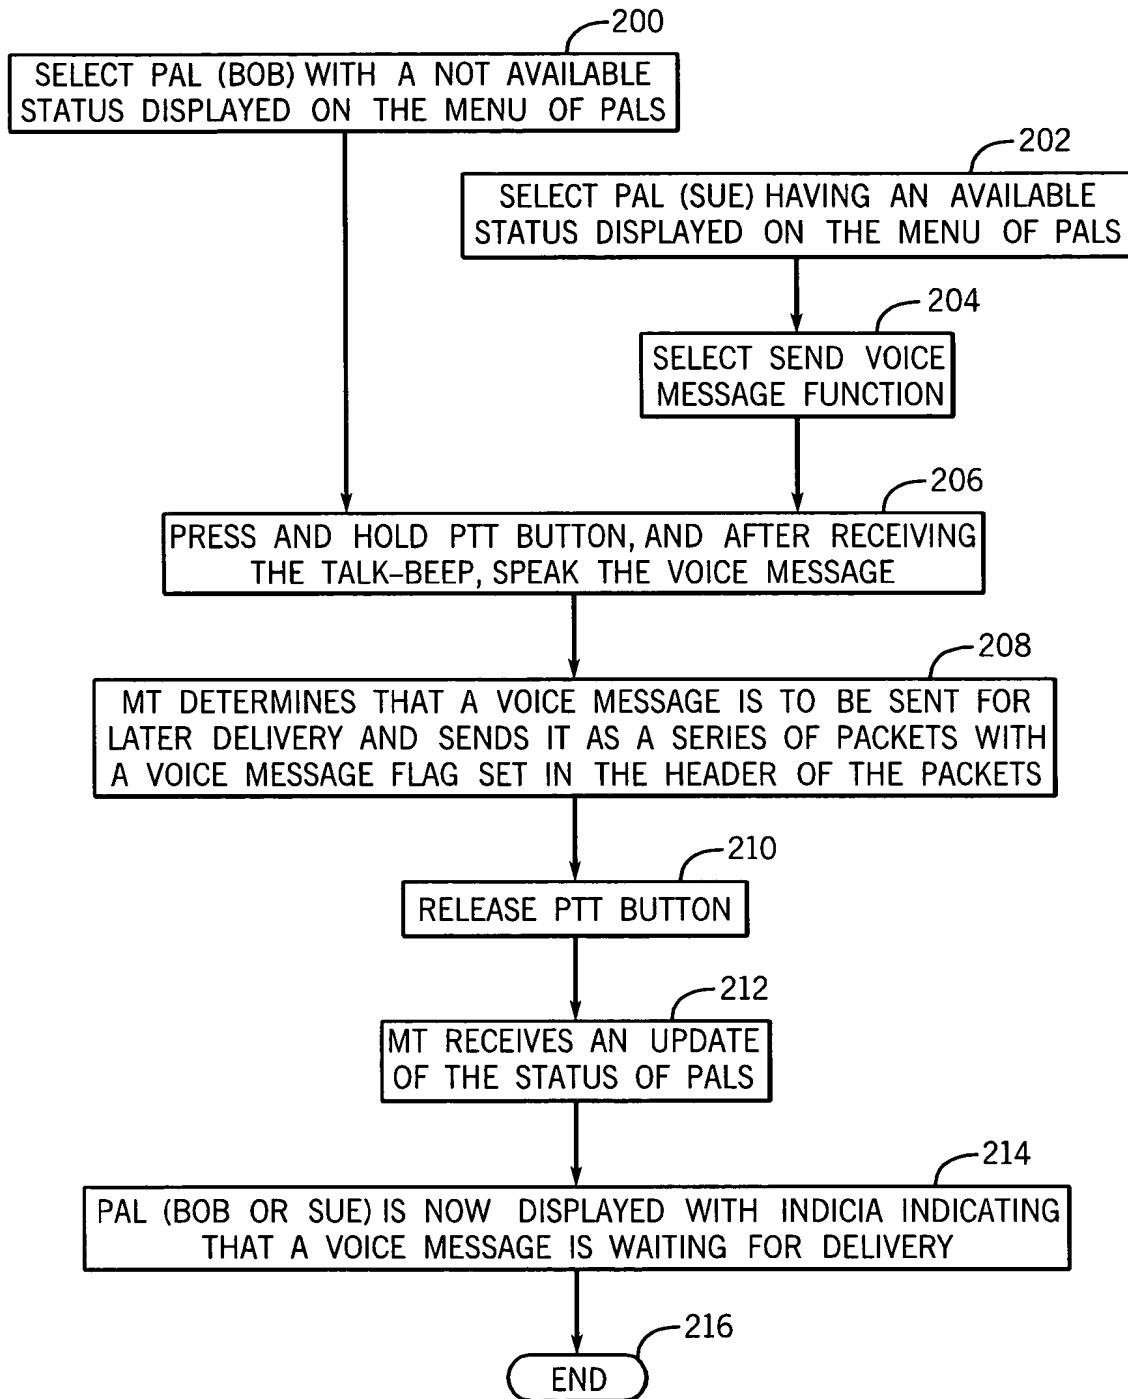 200
SELECT PAL (BOB) WITH A NOT AVAILABLE
STATUS DISPLAYED ON THE MENU OF PALS
202
SELECT PAL (SUE) HAVING AN AVAILABLE
STATUS DISPLAYED ON THE MENU OF PALS
204
SELECT SEND VOICE
MESSAGE FUNCTION
206
PRESS AND HOLD PTT BUTTON, AND AFTER RECEIVING
THE TALK-BEEP, SPEAK THE VOICE MESSAGE
208
MT DETERMINES THAT A VOICE MESSAGE IS TO BE SENT FOR
LATER DELIVERY AND SENDS IT AS A SERIES OF PACKETS WITH
A VOICE MESSAGE FLAG SET IN THE HEADER OF THE PACKETS
210
RELEASE PTT BUTTON
212
MT RECEIVES AN UPDATE
OF THE STATUS OF PALS
214
PAL (BOB OR SUE) IS NOW DISPLAYED WITH INDICIA INDICATING
THAT A VOICE MESSAGE IS WAITING FOR DELIVERY
216
END